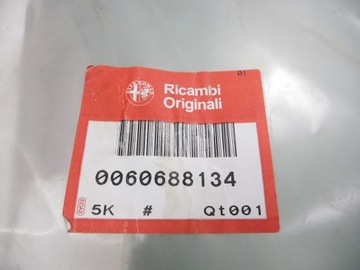 01
Ricambi
Originali
0060688134
5K # Qt001